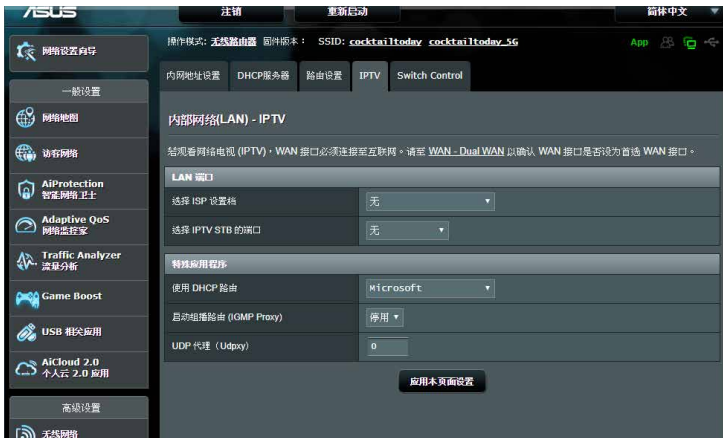 ASUS
注销
重新启动
简体中文
操作模式: 无线路由器 固件版本: SSID: cocktailtoday cocktailtoday_5G
App
网络设置向导
一般设置
网络地图
访客网络
AiProtection
智能网络卫士
Adaptive QoS
网络监控家
Traffic Analyzer
流量分析
Game Boost
USB 相关应用
AiCloud 2.0
个人云 2.0 应用
高级设置
无线网络
内网地址设置 DHCP服务器 路由设置 IPTV Switch Control
内部网络(LAN) - IPTV
若观看网络电视 (IPTV),WAN 接口必须连接至互联网。请至 WAN - Dual WAN 以确认 WAN 接口是否设为首选 WAN 接口。
LAN 端口
选择 ISP 设置档 无
选择 IPTV STB 的端口 无
特殊应用程序
使用 DHCP 路由 Microsoft
启动组播路由 (IGMP Proxy) 停用
UDP 代理(Udpxy) 0
应用本页面设置